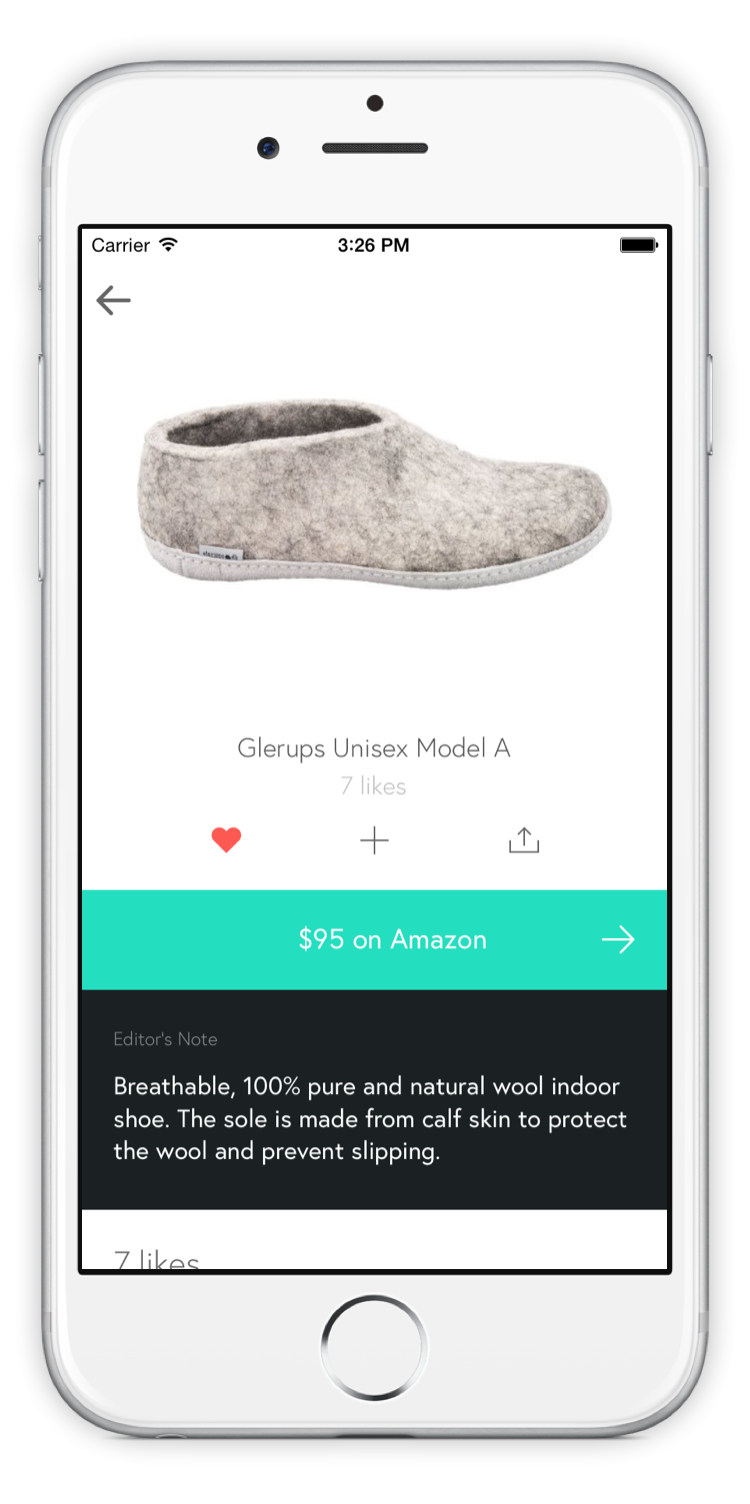 Carrier
3:26 PM
Glerups Unisex Model A
7 likes
$95 on Amazon
Editor's Note
Breathable, 100% pure and natural wool indoor
shoe. The sole is made from calf skin to protect
the wool and prevent slipping.
7 likes